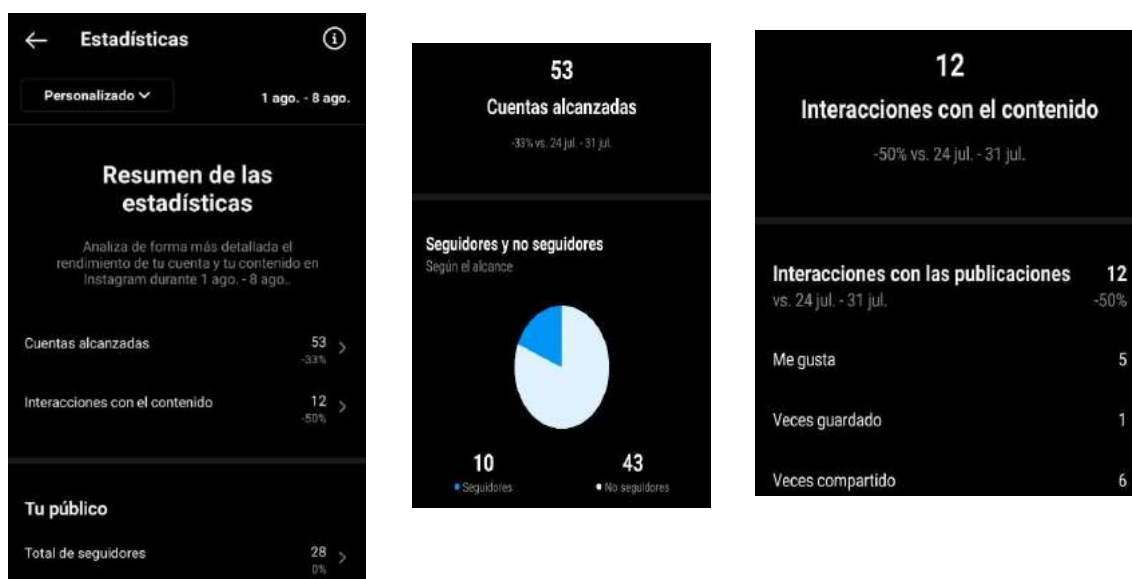 Estadísticas
Personalizado
1 ago. - 8 ago.
Resumen de las
estadísticas
Analiza de forma más detallada el
rendimiento de tu cuenta y tu contenido en
Instagram durante 1 ago. - 8 ago..
Cuentas alcanzadas 53
-33%
Interacciones con el contenido 12
-50%
Tu público
Total de seguidores 28
0%
53
Cuentas alcanzadas
-33% vs. 24 jul. - 31 jul.
Seguidores y no seguidores
Según el alcance
10 43
Seguidores No seguidores
12
Interacciones con el contenido
-50% vs. 24 jul. - 31 jul.
Interacciones con las publicaciones 12
vs. 24 jul. - 31 jul. -50%
Me gusta 5
Veces guardado 1
Veces compartido 6